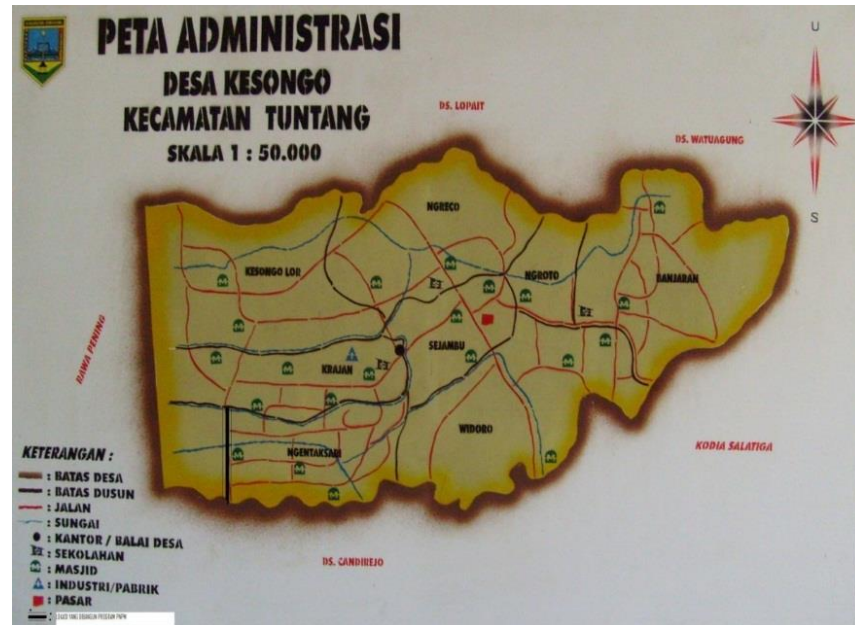 PETA ADMINISTRASI
DESA KESONGO
KECAMATAN TUNTANG
SKALA 1 : 50.000
U
S
DS. LOPAIT
DS. WATUAGUNG
NGRECO
KESONGO LOR
NGROTO
BANJARAN
RAWA PENING
SEJAMBU
KRAJAN
WIDORO
NGENTAKSARI
KODIA SALATIGA
DS. CANDIREJO
KETERANGAN :
: BATAS DESA
: BATAS DUSUN
: JALAN
: SUNGAI
: KANTOR / BALAI DESA
: SEKOLAHAN
: MASJID
: INDUSTRI/PABRIK
: PASAR